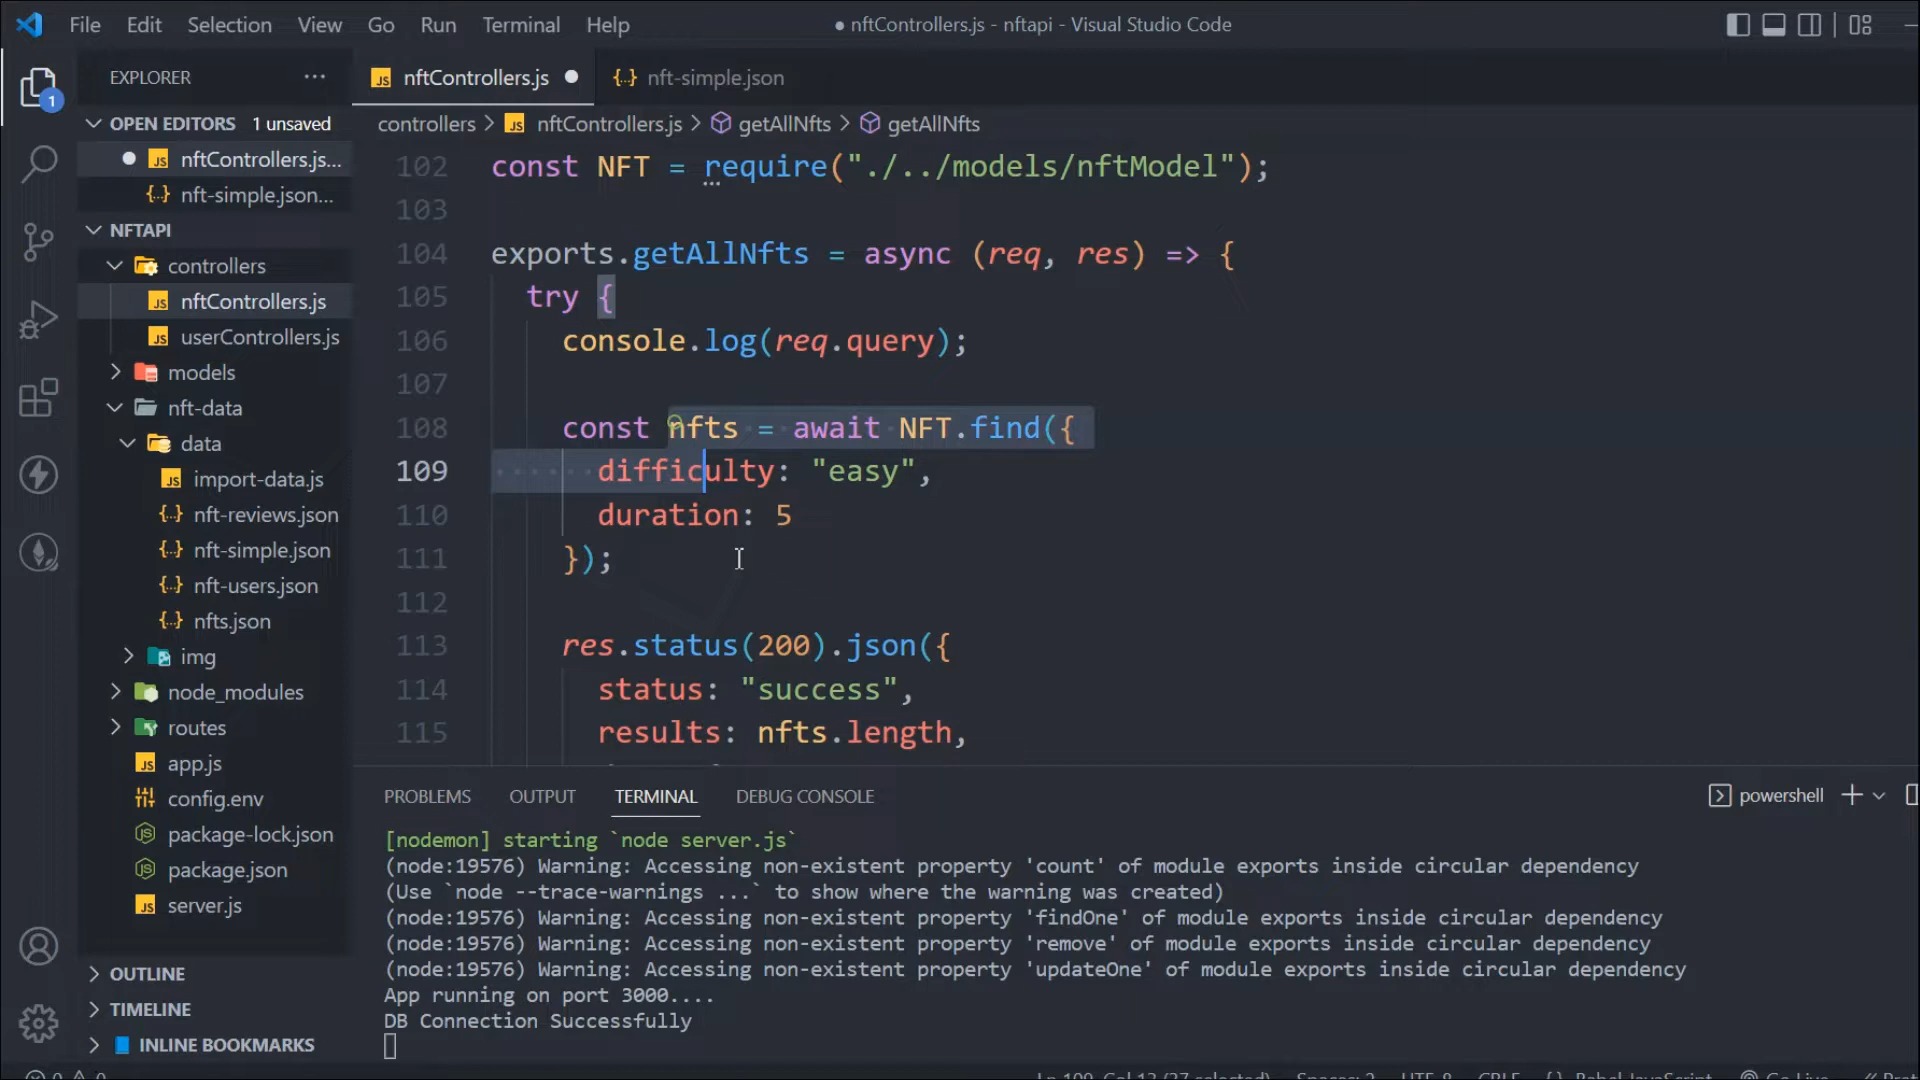 File Edit Selection View Go Run Terminal Help
● nftControllers.js - nftapi - Visual Studio Code
EXPLORER ...
1
OPEN EDITORS 1 unsaved
JS nftControllers.js...
{..} nft-simple.json...
NFTAPI
controllers
JS nftControllers.js
JS userControllers.js
models
nft-data
data
JS import-data.js
{..} nft-reviews.json
{..} nft-simple.json
{..} nft-users.json
{..} nfts.json
img
node_modules
routes
JS app.js
config.env
package-lock.json
package.json
JS server.js
OUTLINE
TIMELINE
INLINE BOOKMARKS
JS nftControllers.js ●
{..} nft-simple.json
controllers > JS nftControllers.js > getAllNfts > getAllNfts
102 const NFT = require("./../models/nftModel");
103
104 exports.getAllNfts = async (req, res) => {
105 try {
106 console.log(req.query);
107
108 const nfts = await NFT.find({
109 difficulty: "easy",
110 duration: 5
111 });
112
113 res.status(200).json({
114 status: "success",
115 results: nfts.length,
PROBLEMS OUTPUT TERMINAL DEBUG CONSOLE
powershell
[nodemon] starting `node server.js`
(node:19576) Warning: Accessing non-existent property 'count' of module exports inside circular dependency
(Use `node --trace-warnings ...` to show where the warning was created)
(node:19576) Warning: Accessing non-existent property 'findOne' of module exports inside circular dependency
(node:19576) Warning: Accessing non-existent property 'remove' of module exports inside circular dependency
(node:19576) Warning: Accessing non-existent property 'updateOne' of module exports inside circular dependency
App running on port 3000....
DB Connection Successfully